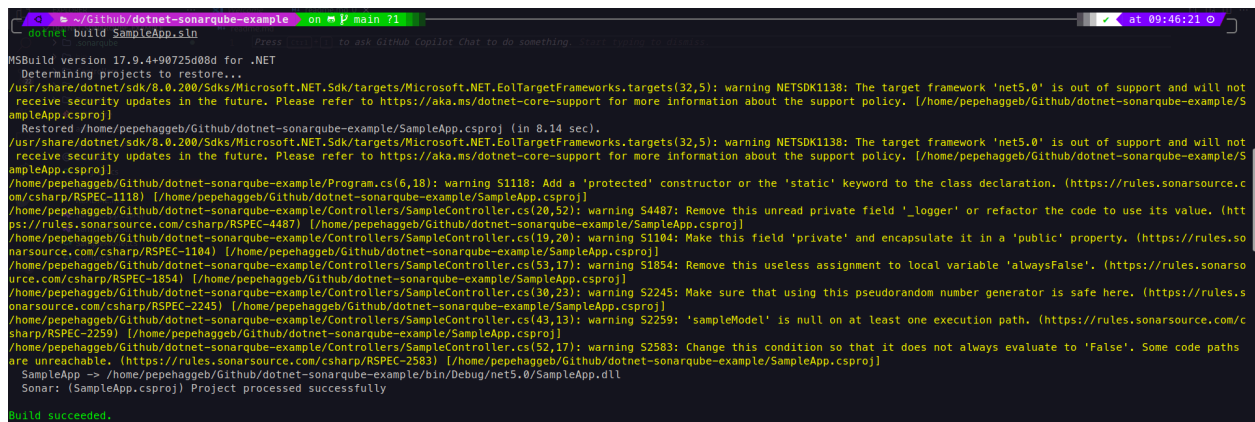 ~/Github/dotnet-sonarqube-example on main ?1 ✔ at 09:46:21
dotnet build SampleApp.sln
.sonarqube Press to ask GitHub Copilot Chat to do something. Start typing to dismiss
MSBuild version 17.9.4+90725d08d for .NET
Determining projects to restore...
/usr/share/dotnet/sdk/8.0.200/Sdks/Microsoft.NET.Sdk/targets/Microsoft.NET.EolTargetFrameworks.targets(32,5): warning NETSDK1138: The target framework 'net5.0' is out of support and will not
receive security updates in the future. Please refer to https://aka.ms/dotnet-core-support for more information about the support policy. [/home/pepehaggeb/Github/dotnet-sonarqube-example/S
ampleApp.csproj]
Restored /home/pepehaggeb/Github/dotnet-sonarqube-example/SampleApp.csproj (in 8.14 sec).
/usr/share/dotnet/sdk/8.0.200/Sdks/Microsoft.NET.Sdk/targets/Microsoft.NET.EolTargetFrameworks.targets(32,5): warning NETSDK1138: The target framework 'net5.0' is out of support and will not
receive security updates in the future. Please refer to https://aka.ms/dotnet-core-support for more information about the support policy. [/home/pepehaggeb/Github/dotnet-sonarqube-example/S
ampleApp.csproj]
/home/pepehaggeb/Github/dotnet-sonarqube-example/Program.cs(6,18): warning S1118: Add a 'protected' constructor or the 'static' keyword to the class declaration. (https://rules.sonarsource.c
om/csharp/RSPEC-1118) [/home/pepehaggeb/Github/dotnet-sonarqube-example/SampleApp.csproj]
/home/pepehaggeb/Github/dotnet-sonarqube-example/Controllers/SampleController.cs(20,52): warning S4487: Remove this unread private field '_logger' or refactor the code to use its value. (htt
ps://rules.sonarsource.com/csharp/RSPEC-4487) [/home/pepehaggeb/Github/dotnet-sonarqube-example/SampleApp.csproj]
/home/pepehaggeb/Github/dotnet-sonarqube-example/Controllers/SampleController.cs(19,20): warning S1104: Make this field 'private' and encapsulate it in a 'public' property. (https://rules.so
narsource.com/csharp/RSPEC-1104) [/home/pepehaggeb/Github/dotnet-sonarqube-example/SampleApp.csproj]
/home/pepehaggeb/Github/dotnet-sonarqube-example/Controllers/SampleController.cs(53,17): warning S1854: Remove this useless assignment to local variable 'alwaysFalse'. (https://rules.sonarso
urce.com/csharp/RSPEC-1854) [/home/pepehaggeb/Github/dotnet-sonarqube-example/SampleApp.csproj]
/home/pepehaggeb/Github/dotnet-sonarqube-example/Controllers/SampleController.cs(30,23): warning S2245: Make sure that using this pseudorandom number generator is safe here. (https://rules.s
onarsource.com/csharp/RSPEC-2245) [/home/pepehaggeb/Github/dotnet-sonarqube-example/SampleApp.csproj]
/home/pepehaggeb/Github/dotnet-sonarqube-example/Controllers/SampleController.cs(43,13): warning S2259: 'sampleModel' is null on at least one execution path. (https://rules.sonarsource.com/c
sharp/RSPEC-2259) [/home/pepehaggeb/Github/dotnet-sonarqube-example/SampleApp.csproj]
/home/pepehaggeb/Github/dotnet-sonarqube-example/Controllers/SampleController.cs(52,17): warning S2583: Change this condition so that it does not always evaluate to 'False'. Some code paths
are unreachable. (https://rules.sonarsource.com/csharp/RSPEC-2583) [/home/pepehaggeb/Github/dotnet-sonarqube-example/SampleApp.csproj]
SampleApp -> /home/pepehaggeb/Github/dotnet-sonarqube-example/bin/Debug/net5.0/SampleApp.dll
Sonar: (SampleApp.csproj) Project processed successfully
Build succeeded.